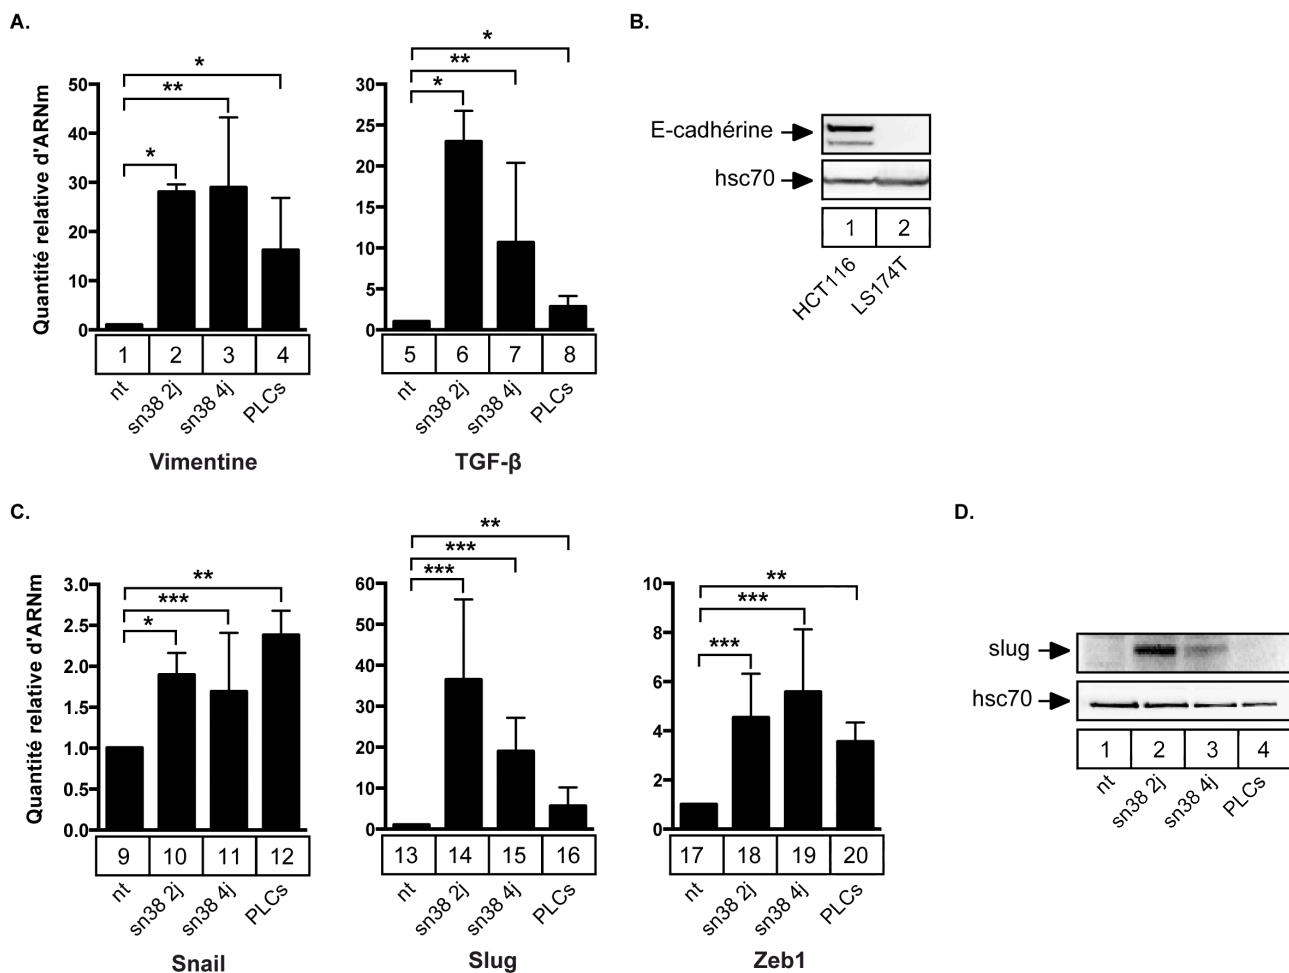 A.
B.
Quantité relative d'ARNm
50
40
30
20
10
0
*
**
*
1 2 3 4
nt sn38 2j sn38 4j PLCs
Vimentine
30
25
20
15
10
5
0
*
**
*
5 6 7 8
nt sn38 2j sn38 4j PLCs
TGF-β
E-cadhérine
hsc70
1 2
HCT116 LS174T
C.
D.
Quantité relative d'ARNm
3.0
2.5
2.0
1.5
1.0
0.5
0.0
**
***
*
9 10 11 12
nt sn38 2j sn38 4j PLCs
Snail
60
50
40
30
20
10
0
**
***
***
13 14 15 16
nt sn38 2j sn38 4j PLCs
Slug
10
8
6
4
2
0
**
***
***
17 18 19 20
nt sn38 2j sn38 4j PLCs
Zeb1
slug
hsc70
1 2 3 4
nt sn38 2j sn38 4j PLCs